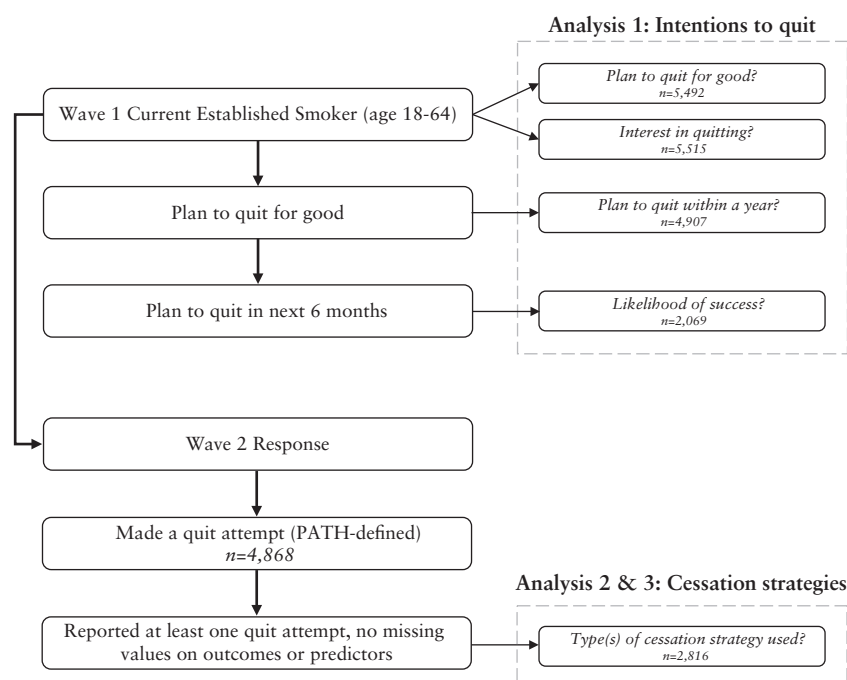 Analysis 1: Intentions to quit
Wave 1 Current Established Smoker (age 18-64)
Plan to quit for good?
n=5,492
Interest in quitting?
n=5,515
Plan to quit for good
Plan to quit within a year?
n=4,907
Plan to quit in next 6 months
Likelihood of success?
n=2,069
Wave 2 Response
Made a quit attempt (PATH-defined)
n=4,868
Analysis 2 & 3: Cessation strategies
Reported at least one quit attempt, no missing
values on outcomes or predictors
Type(s) of cessation strategy used?
n=2,816